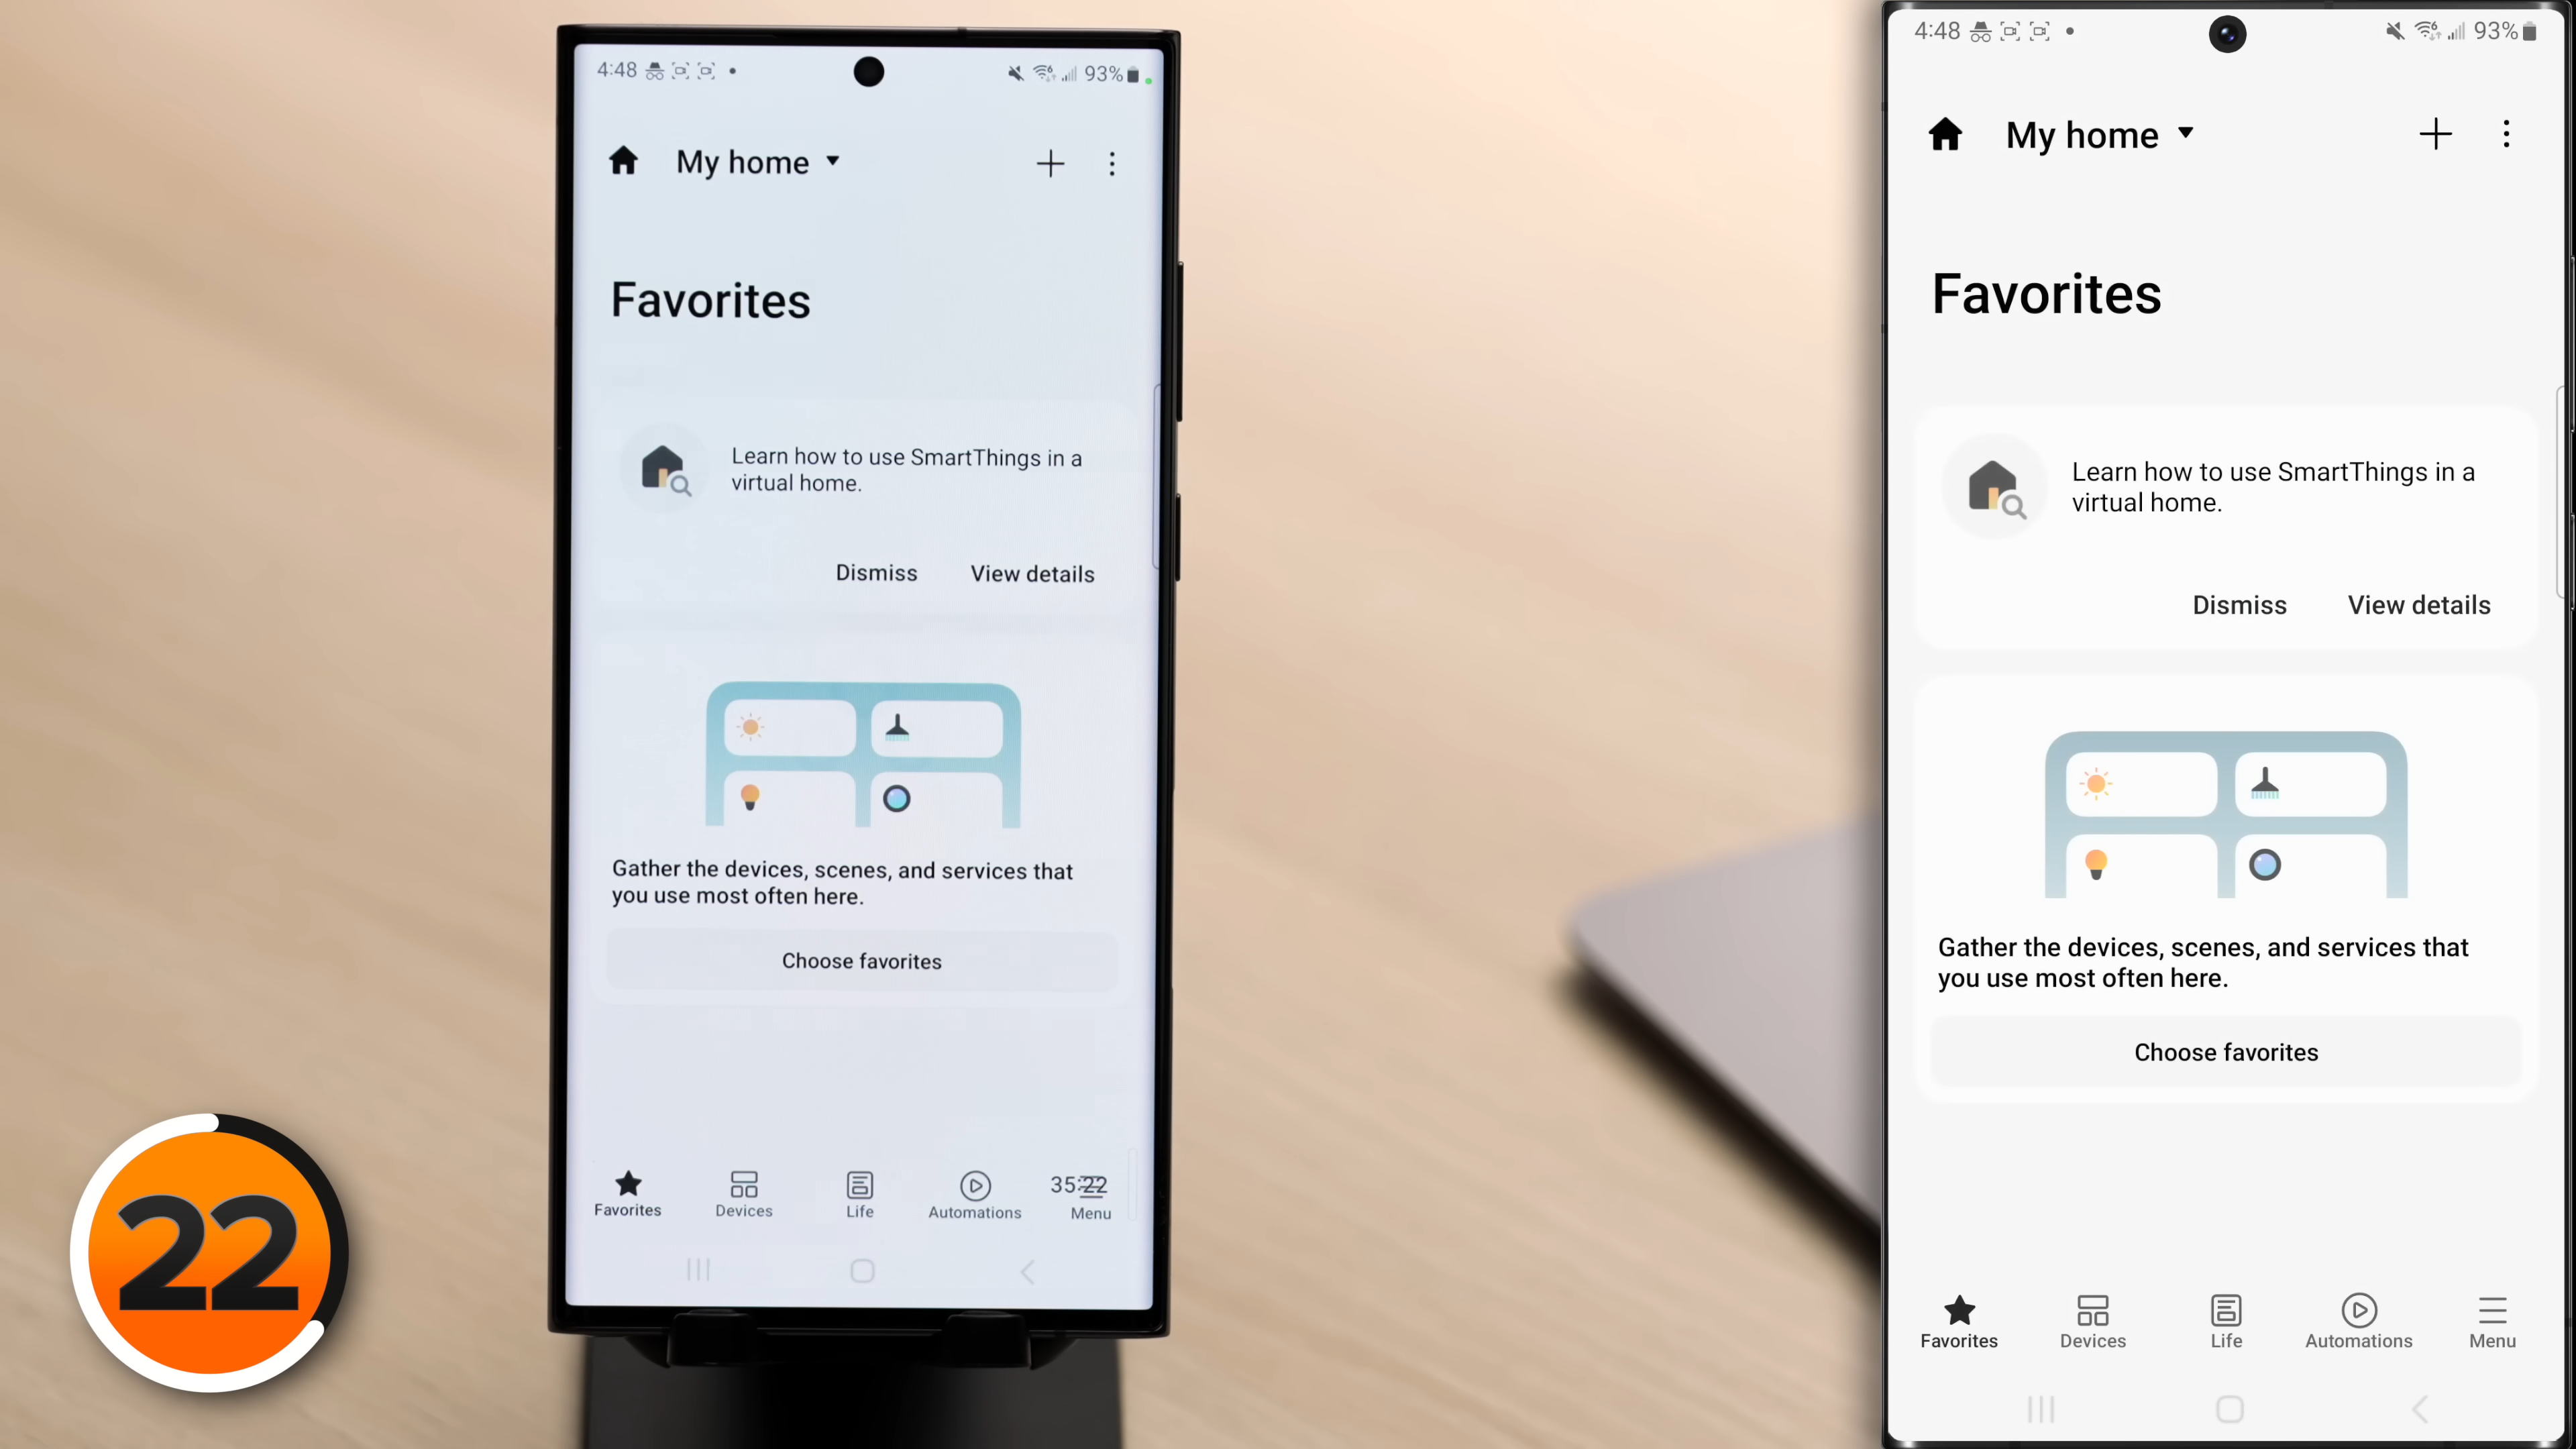 4:48
93%
My home
Favorites
Learn how to use SmartThings in a
virtual home.
Dismiss View details
Gather the devices, scenes, and services that
you use most often here.
Choose favorites
35:22
Favorites Devices Life Automations Menu
22
4:48
6
93%
My home
Favorites
Learn how to use SmartThings in a
virtual home.
Dismiss View details
Gather the devices, scenes, and services that
you use most often here.
Choose favorites
Favorites Devices Life Automations Menu